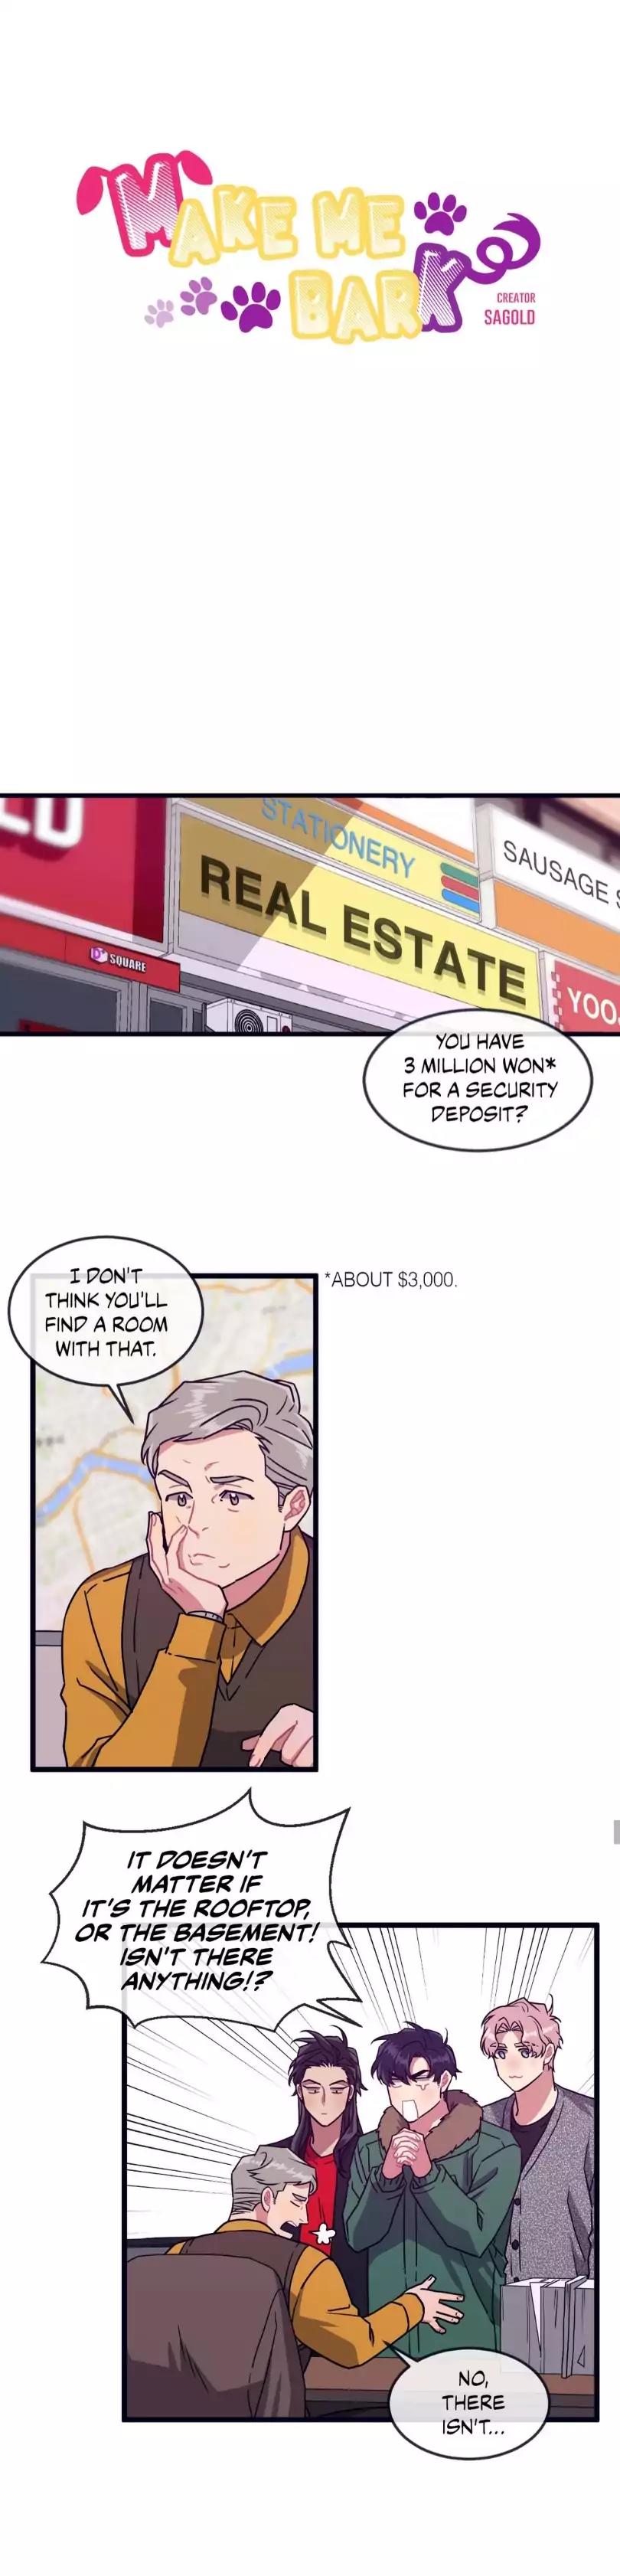 MAKE ME
BARK
CREATOR
SAGOLD
STATIONERY
REAL ESTATE
SAUSAGE
SQUARE
YOU HAVE
3 MILLION WON*
FOR A SECURITY
DEPOSIT?
*ABOUT $3,000.
I DON'T
THINK YOU'LL
FIND A ROOM
WITH THAT.
IT DOESN'T
MATTER IF
IT'S THE ROOFTOP,
OR THE BASEMENT!
ISN'T THERE
ANYTHING!?
NO,
THERE
ISN'T...